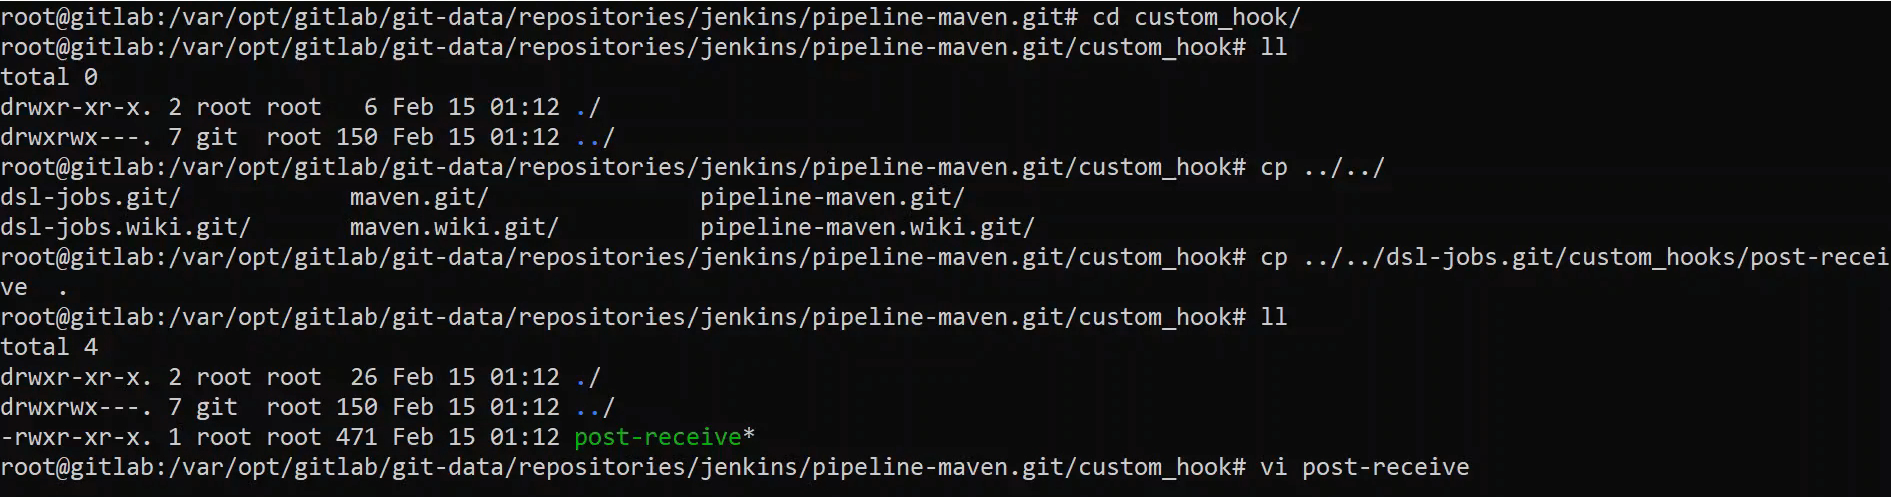 root@gitlab:/var/opt/gitlab/git-data/repositories/jenkins/pipeline-maven.git# cd custom_hook/
root@gitlab:/var/opt/gitlab/git-data/repositories/jenkins/pipeline-maven.git/custom_hook# ll
total 0
drwxr-xr-x. 2 root root   6 Feb 15 01:12 ./
drwxrwx---. 7 git  root 150 Feb 15 01:12 ../
root@gitlab:/var/opt/gitlab/git-data/repositories/jenkins/pipeline-maven.git/custom_hook# cp ../../
dsl-jobs.git/            maven.git/               pipeline-maven.git/
dsl-jobs.wiki.git/       maven.wiki.git/          pipeline-maven.wiki.git/
root@gitlab:/var/opt/gitlab/git-data/repositories/jenkins/pipeline-maven.git/custom_hook# cp ../../dsl-jobs.git/custom_hooks/post-recei
ve  .
root@gitlab:/var/opt/gitlab/git-data/repositories/jenkins/pipeline-maven.git/custom_hook# ll
total 4
drwxr-xr-x. 2 root root  26 Feb 15 01:12 ./
drwxrwx---. 7 git  root 150 Feb 15 01:12 ../
-rwxr-xr-x. 1 root root 471 Feb 15 01:12 post-receive*
root@gitlab:/var/opt/gitlab/git-data/repositories/jenkins/pipeline-maven.git/custom_hook# vi post-receive